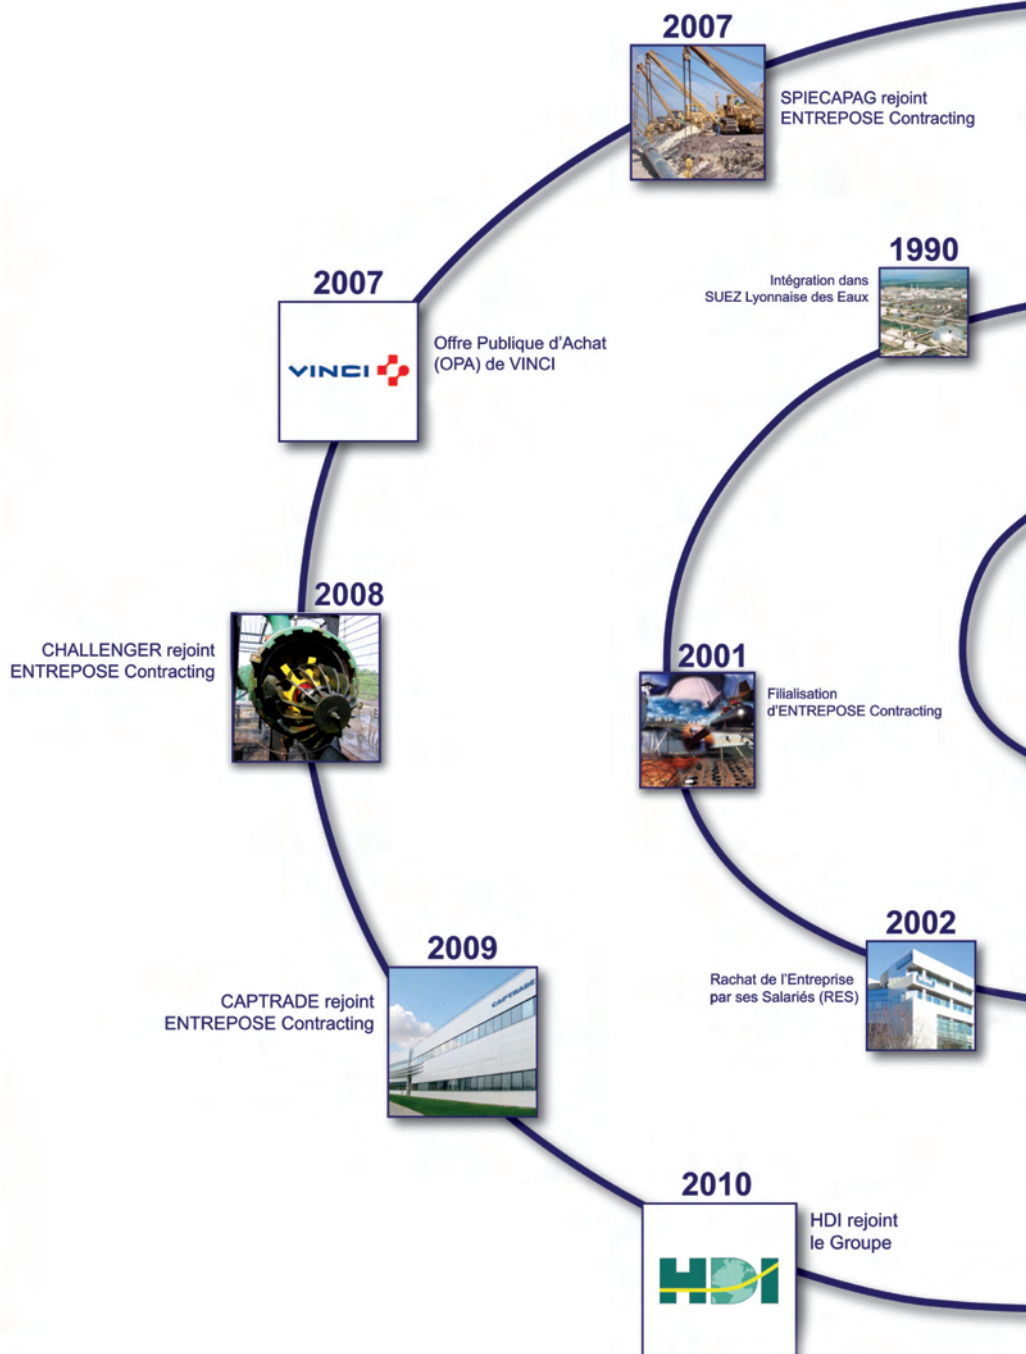 2007
SPIECAPAG rejoint
ENTREPOSE Contracting
1990
Intégration dans
SUEZ Lyonnaise des Eaux
2007
VINCI
Offre Publique d'Achat
(OPA) de VINCI
2008
CHALLENGER rejoint
ENTREPOSE Contracting
2001
Filialisation
d'ENTREPOSE Contracting
2002
Rachat de l'Entreprise
par ses Salariés (RES)
2009
CAPTRADE
CAPTRADE rejoint
ENTREPOSE Contracting
2010
HDI
HDI rejoint
le Groupe